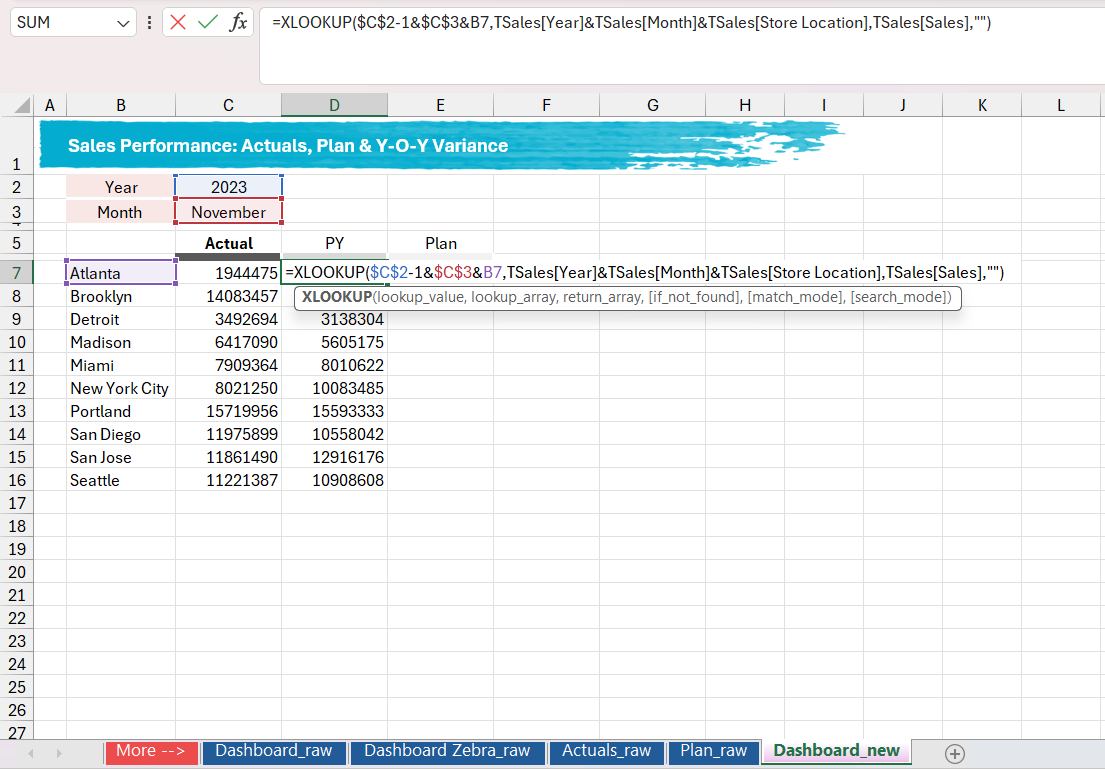 SUM fx =XLOOKUP($C$2-1&$C$3&B7,TSales[Year]&TSales[Month]&TSales[Store Location],TSales[Sales],"")
A B C D E F G H I J K L
1 Sales Performance: Actuals, Plan & Y-O-Y Variance
2 Year 2023
3 Month November
4
5 Actual PY Plan
7 Atlanta 1944475 =XLOOKUP($C$2-1&$C$3&B7,TSales[Year]&TSales[Month]&TSales[Store Location],TSales[Sales],"")
8 Brooklyn 14083457 XLOOKUP(lookup_value, lookup_array, return_array, [if_not_found], [match_mode], [search_mode])
9 Detroit 3492694 3138304
10 Madison 6417090 5605175
11 Miami 7909364 8010622
12 New York City 8021250 10083485
13 Portland 15719956 15593333
14 San Diego 11975899 10558042
15 San Jose 11861490 12916176
16 Seattle 11221387 10908608
17
18
19
20
21
22
23
24
25
26
27
More --> Dashboard_raw Dashboard Zebra_raw Actuals_raw Plan_raw Dashboard_new